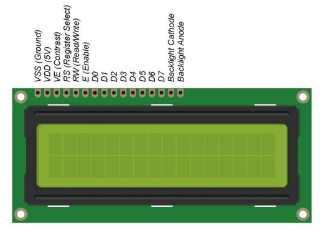 VSS (Ground)
VDD (5V)
VE (Contrast)
RS (Register Select)
RW (Read/Write)
E (Enable)
D0
D1
D2
D3
D4
D5
D6
D7
Backlight Cathode
Backlight Anode